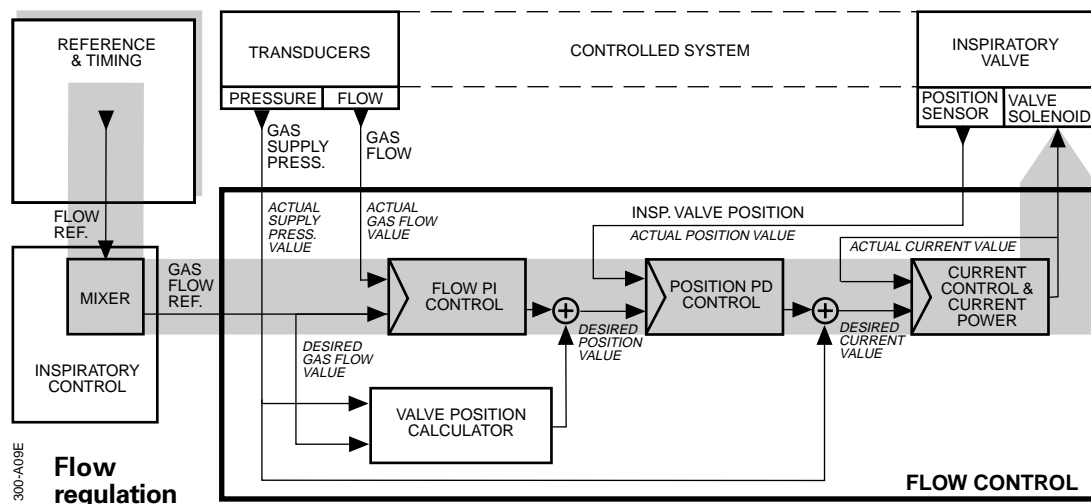 REFERENCE
& TIMING
TRANSDUCERS
CONTROLLED SYSTEM
INSPIRATORY
VALVE
PRESSURE
FLOW
POSITION
SENSOR
VALVE
SOLENOID
GAS
SUPPLY
PRESS.
GAS
FLOW
FLOW
REF.
ACTUAL
SUPPLY
PRESS.
VALUE
ACTUAL
GAS FLOW
VALUE
INSP. VALVE POSITION
ACTUAL POSITION VALUE
ACTUAL CURRENT VALUE
MIXER
GAS
FLOW
REF.
FLOW PI
CONTROL
POSITION PD
CONTROL
CURRENT
CONTROL &
CURRENT
POWER
DESIRED
GAS FLOW
VALUE
DESIRED
POSITION
VALUE
DESIRED
CURRENT
VALUE
INSPIRATORY
CONTROL
VALVE POSITION
CALCULATOR
300-A09E
Flow
regulation
FLOW CONTROL